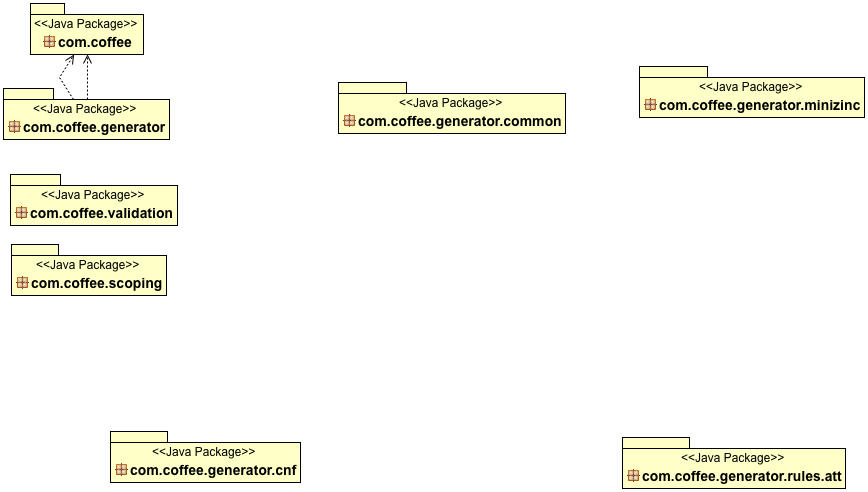 <<Java Package>>
com.coffee
<<Java Package>>
com.coffee.generator
<<Java Package>>
com.coffee.generator.common
<<Java Package>>
com.coffee.generator.minizinc
<<Java Package>>
com.coffee.validation
<<Java Package>>
com.coffee.scoping
<<Java Package>>
com.coffee.generator.cnf
<<Java Package>>
com.coffee.generator.rules.att